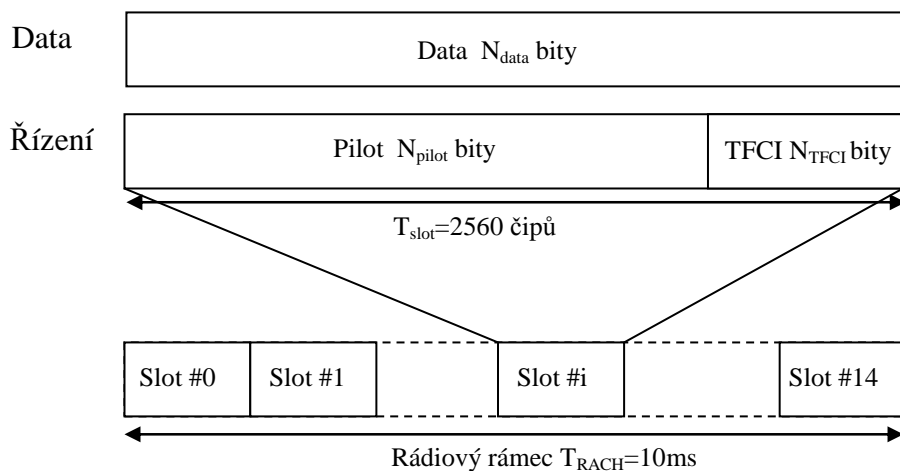 Data
Data N_data bity
Řízení
Pilot N_pilot bity
TFCI N_TFCI bity
T_slot=2560 čipů
Slot #0
Slot #1
Slot #i
Slot #14
Rádiový rámec T_RACH=10ms